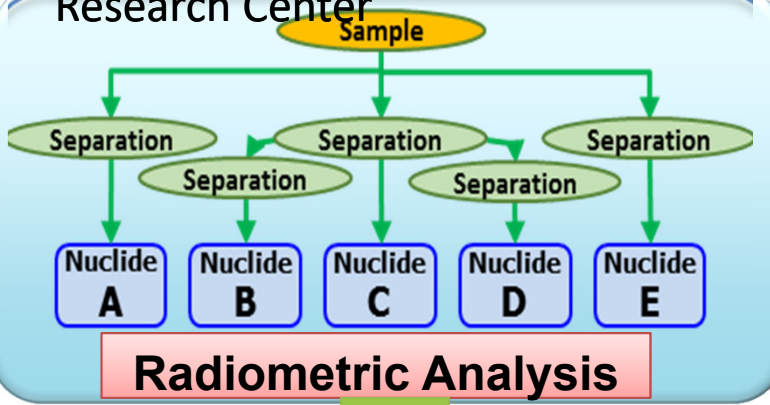 Research Center
Sample
Separation
Separation
Separation
Separation
Separation
Nuclide
A
Nuclide
B
Nuclide
C
Nuclide
D
Nuclide
E
Radiometric Analysis